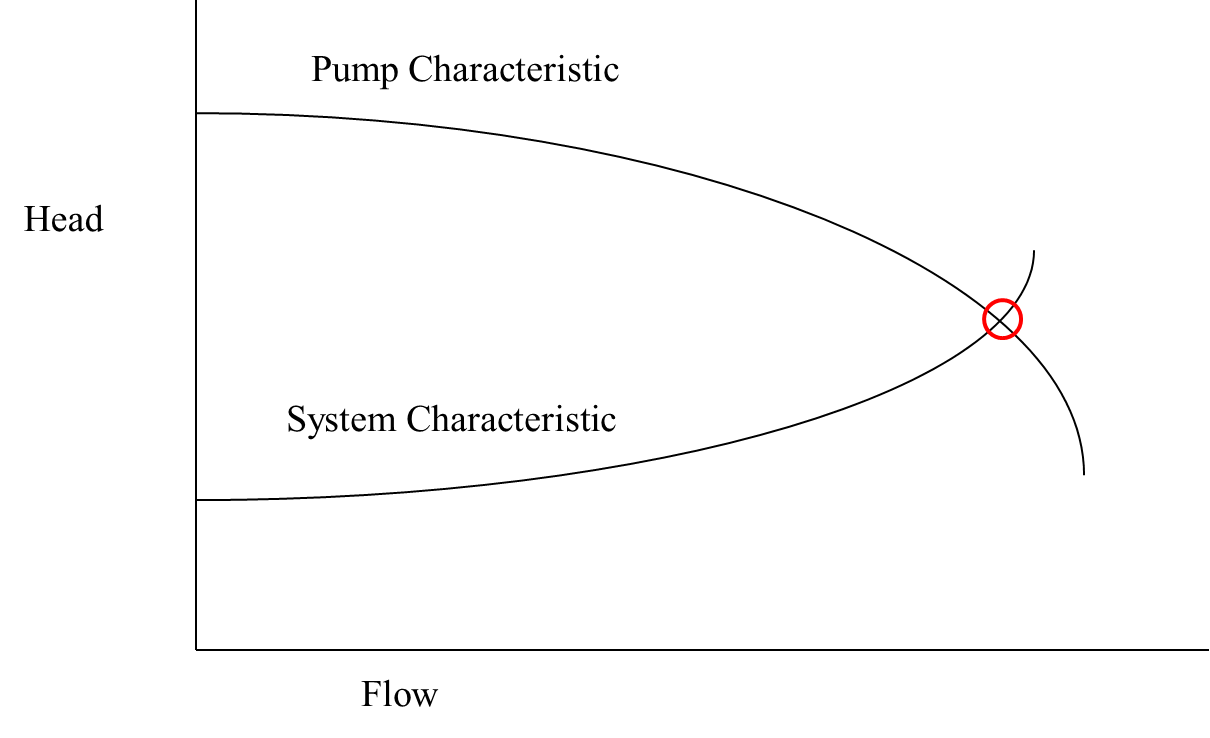 Pump Characteristic
Head
System Characteristic
Flow